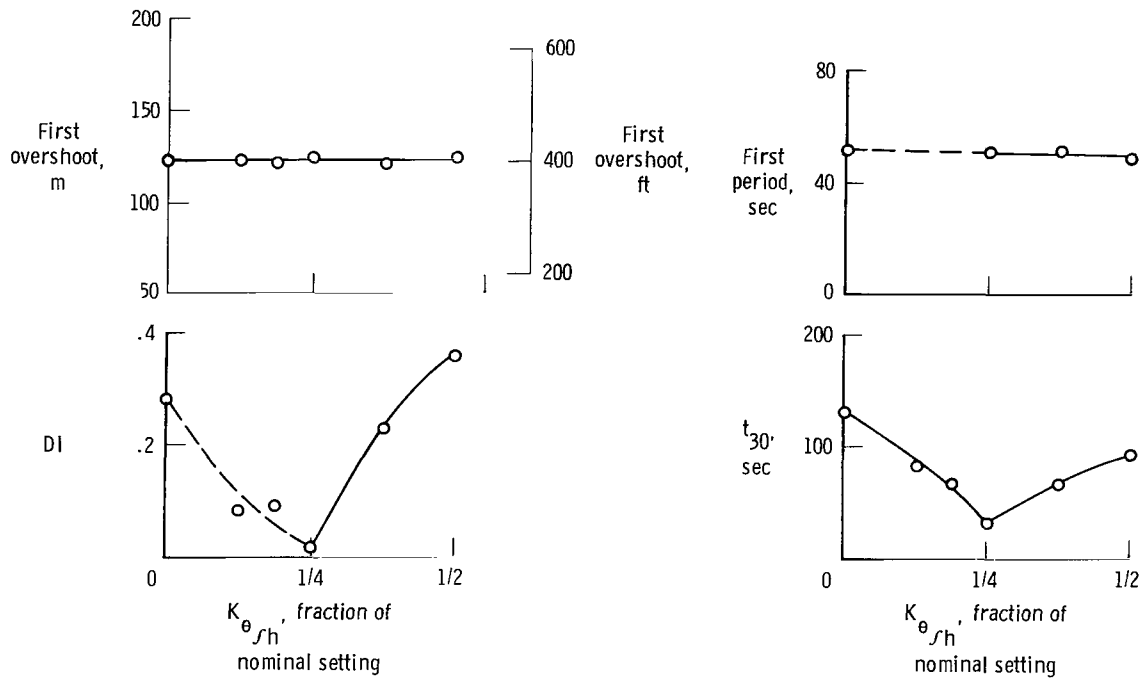 200
150
100
50
First
overshoot,
m
600
400
200
First
overshoot,
ft
80
40
0
First
period,
sec
.4
.2
0
DI
1/4
1/2
K_θ∫h, fraction of
nominal setting
200
100
0
t30,
sec
1/4
1/2
K_θ∫h, fraction of
nominal setting